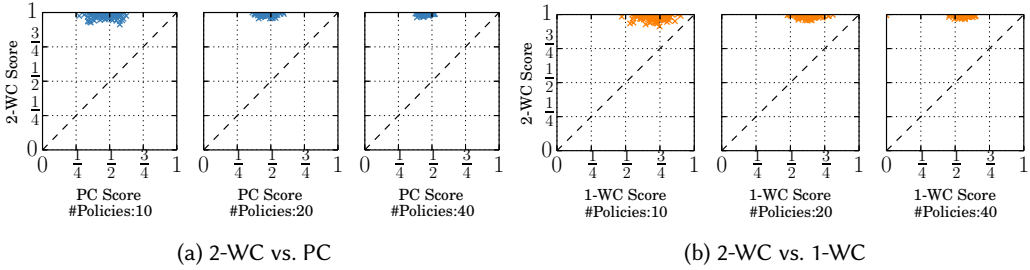 2-WC Score
1
3/4
1/2
1/4
0
0 1/4 1/2 3/4 1
PC Score
#Policies:10
0 1/4 1/2 3/4 1
PC Score
#Policies:20
0 1/4 1/2 3/4 1
PC Score
#Policies:40
(a) 2-WC vs. PC
2-WC Score
1
3/4
1/2
1/4
0
0 1/4 1/2 3/4 1
1-WC Score
#Policies:10
0 1/4 1/2 3/4 1
1-WC Score
#Policies:20
0 1/4 1/2 3/4 1
1-WC Score
#Policies:40
(b) 2-WC vs. 1-WC